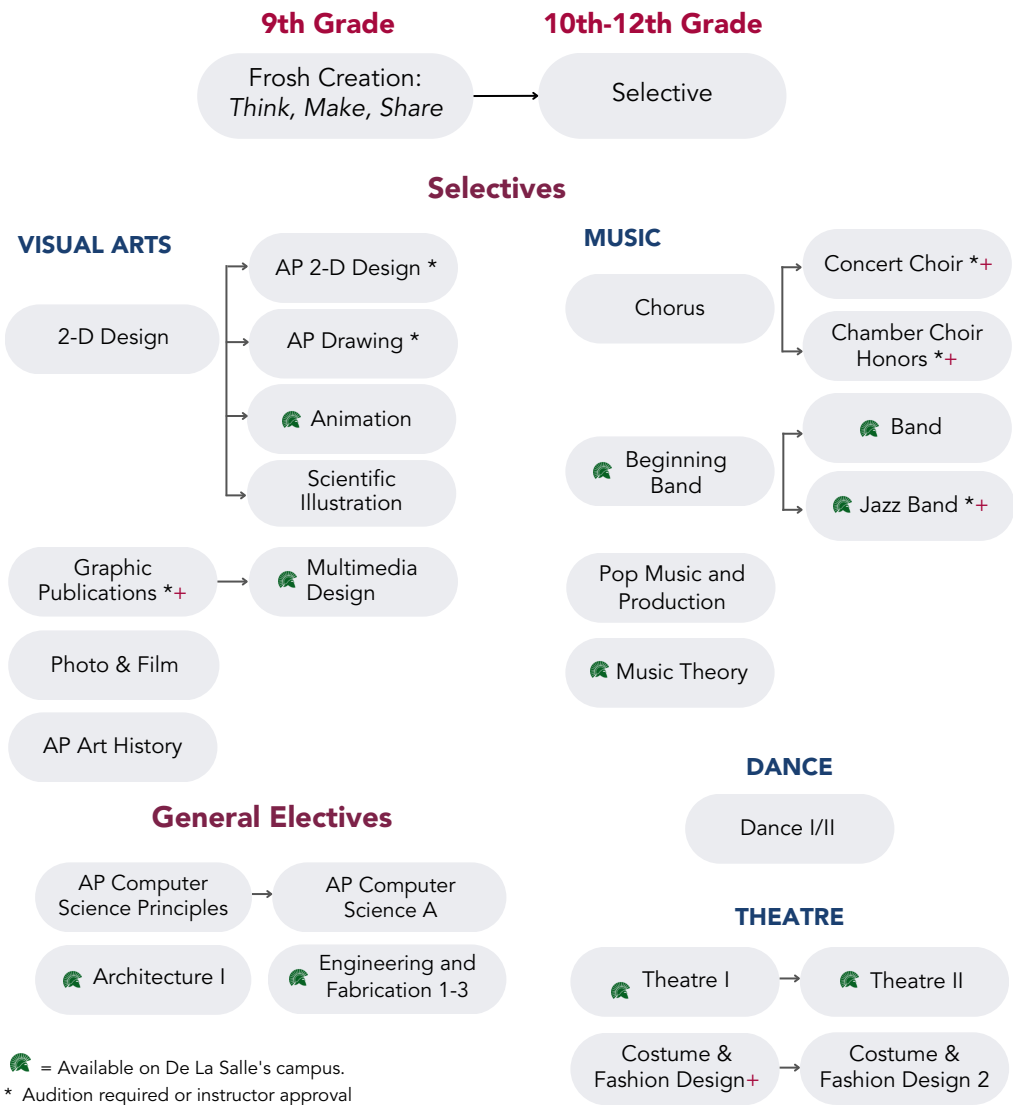 9th Grade
10th-12th Grade
Frosh Creation:
Think, Make, Share
Selective
Selectives
VISUAL ARTS
2-D Design
AP 2-D Design *
AP Drawing *
Animation
Scientific
Illustration
Graphic
Publications *+
Multimedia
Design
Photo & Film
AP Art History
MUSIC
Chorus
Concert Choir *+
Chamber Choir
Honors *+
Beginning
Band
Band
Jazz Band *+
Pop Music and
Production
Music Theory
DANCE
Dance I/II
General Electives
AP Computer
Science Principles
AP Computer
Science A
Architecture I
Engineering and
Fabrication 1-3
THEATRE
Theatre I
Theatre II
Costume &
Fashion Design+
Costume &
Fashion Design 2
= Available on De La Salle's campus.
* Audition required or instructor approval